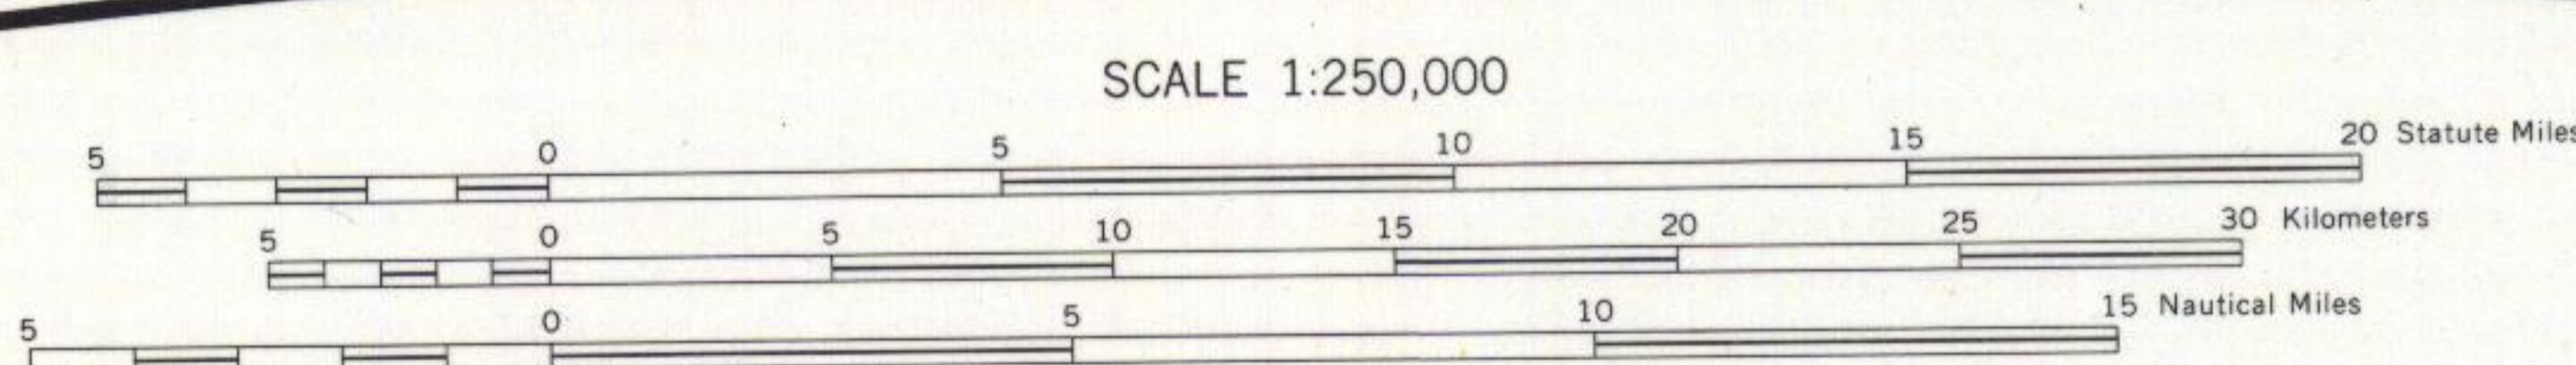 SCALE 1:250,000
5 0 5 10 15 20 Statute Miles
5 0 5 10 15 20 25 30 Kilometers
5 0 5 10 15 Nautical Miles